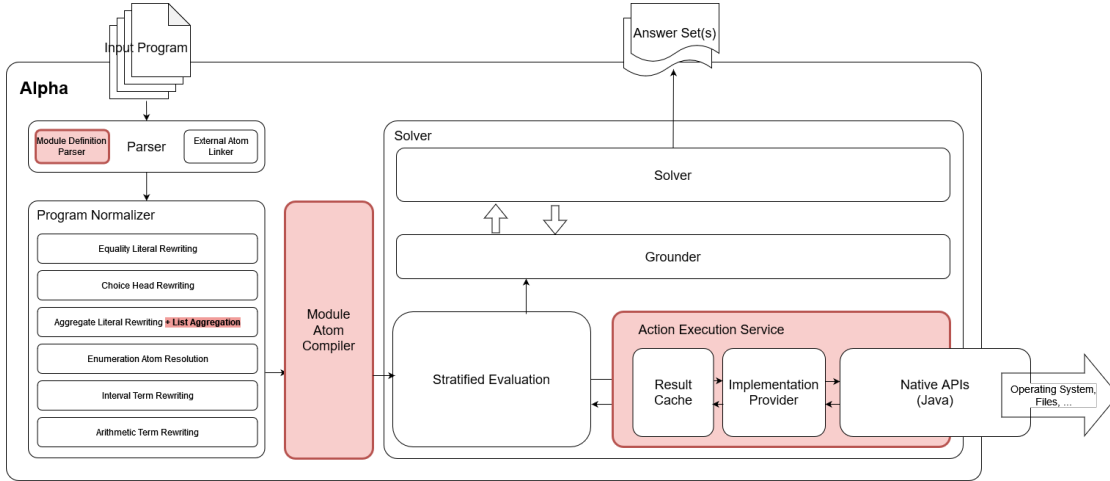 Input Program
Answer Set(s)
Alpha
Module Definition
Parser
Parser
External Atom
Linker
Program Normalizer
Equality Literal Rewriting
Choice Head Rewriting
Aggregate Literal Rewriting + List Aggregation
Enumeration Atom Resolution
Interval Term Rewriting
Arithmetic Term Rewriting
Module
Atom
Compiler
Solver
Solver
Grounder
Stratified Evaluation
Action Execution Service
Result
Cache
Implementation
Provider
Native APIs
(Java)
Operating System,
Files, ...